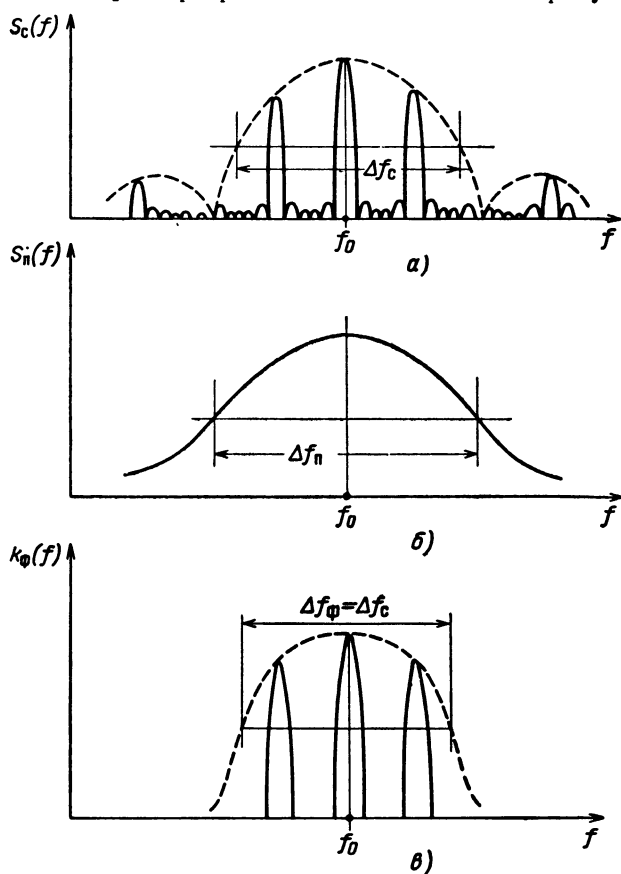 S_c(f)
Δf_c
f_0
f
а)
S_п(f)
Δf_п
f_0
f
б)
k_ф(f)
Δf_ф=Δf_c
f_0
f
в)